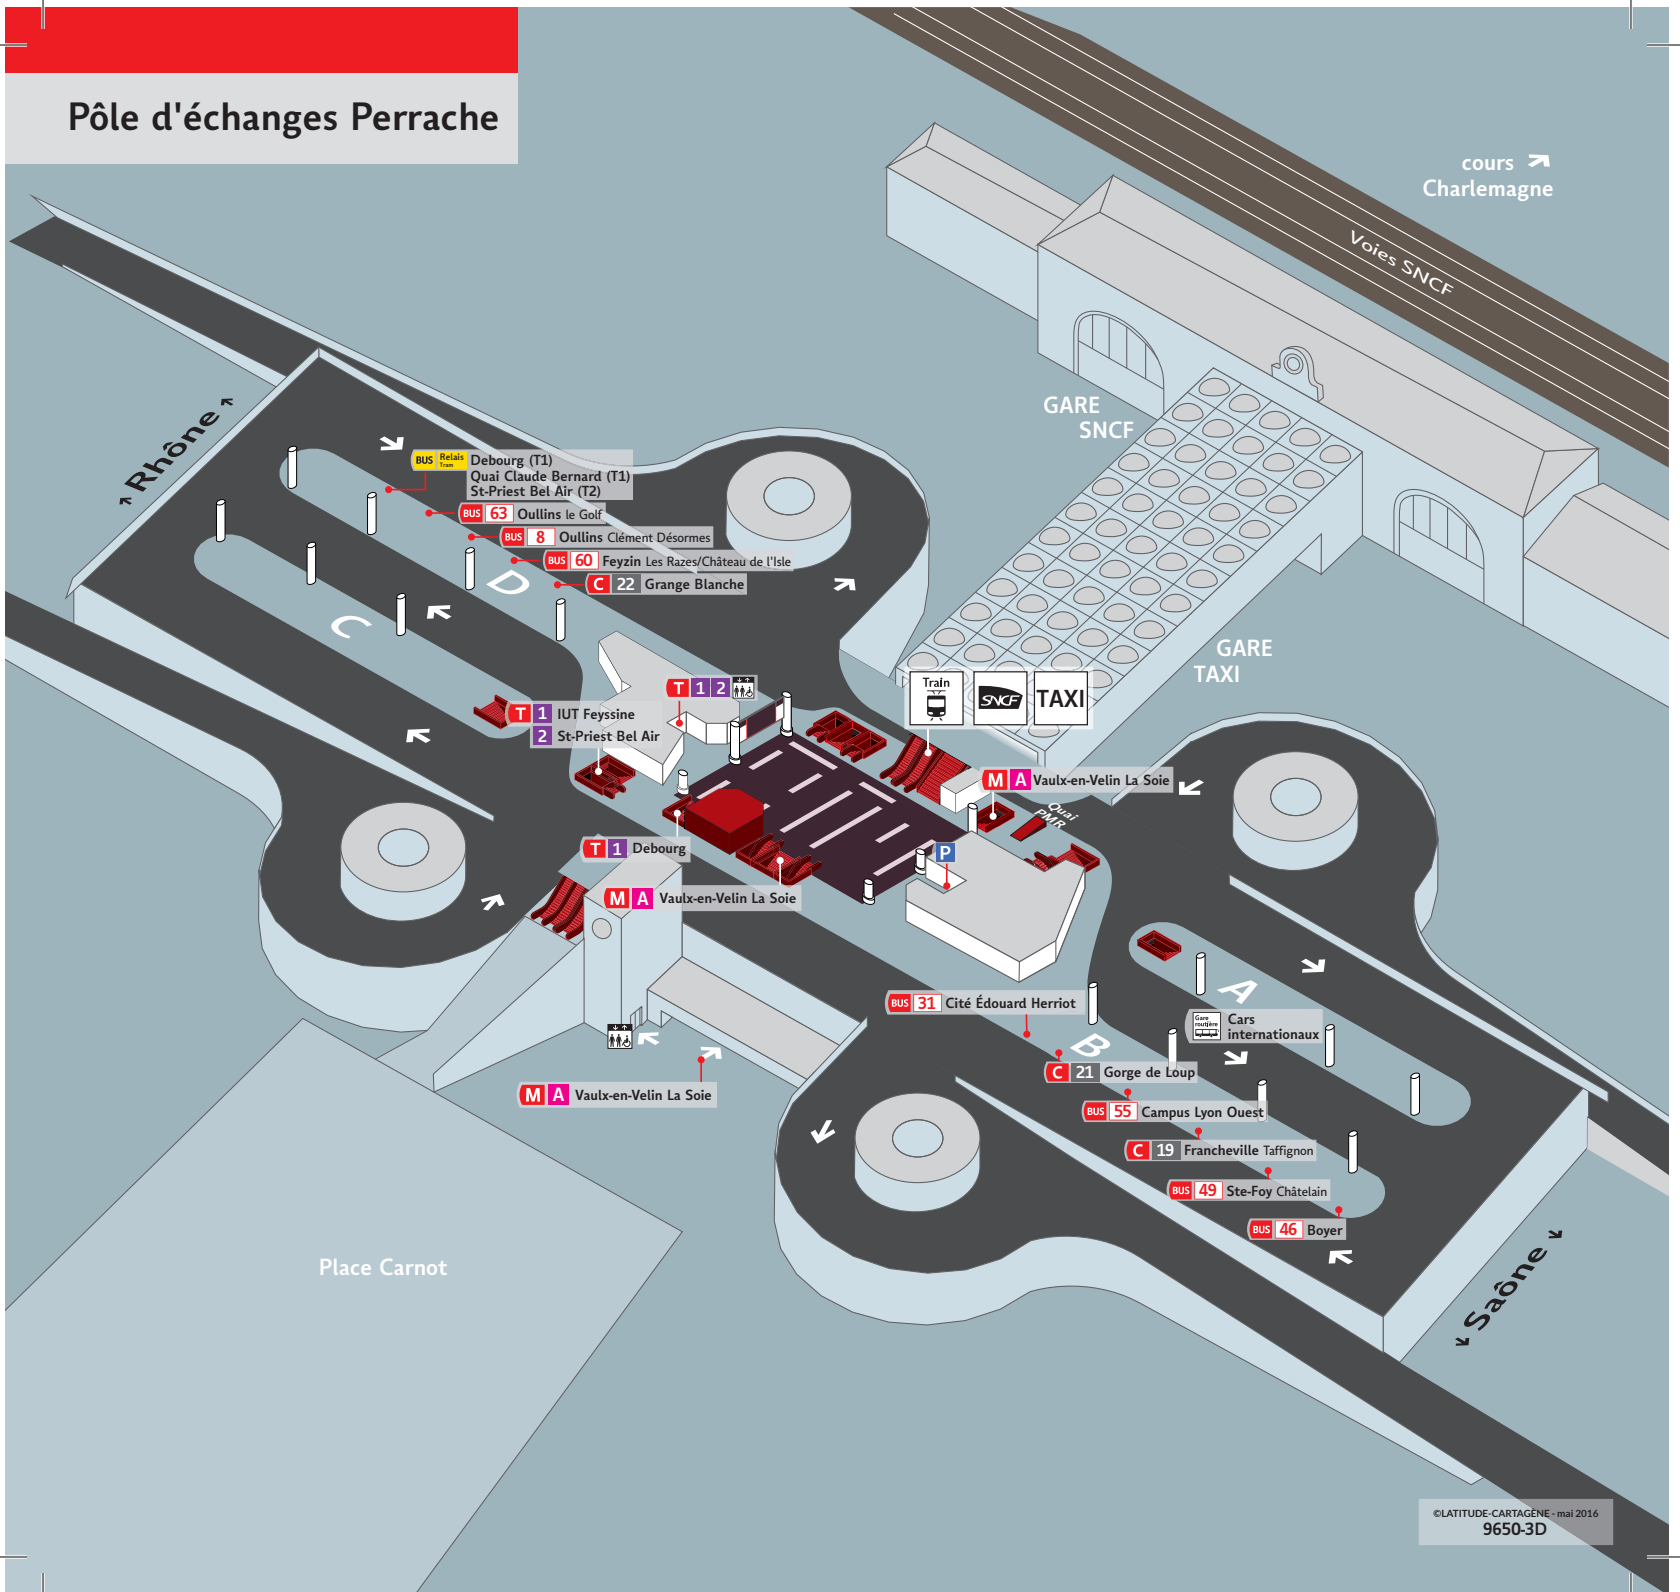 Pôle d'échanges Perrache
cours
Charlemagne
Voies SNCF
GARE
SNCF
Rhône
BUS Relais Tram Debourg (T1)
Quai Claude Bernard (T1)
St-Priest Bel Air (T2)
BUS 63 Oullins le Golf
BUS 8 Oullins Clément Désormes
BUS 60 Feyzin Les Razes/Château de l'Isle
C 22 Grange Blanche
D
C
GARE
TAXI
T 1 2
Train
SNCF
TAXI
T 1 IUT Feyssine
2 St-Priest Bel Air
M A Vaulx-en-Velin La Soie
Quai
PMR
T 1 Debourg
P
M A Vaulx-en-Velin La Soie
A
BUS 31 Cité Édouard Herriot
Gare routière
Cars
internationaux
B
C 21 Gorge de Loup
M A Vaulx-en-Velin La Soie
BUS 55 Campus Lyon Ouest
C 19 Francheville Taffignon
BUS 49 Ste-Foy Châtelain
BUS 46 Boyer
Place Carnot
Saône
©LATITUDE-CARTAGÈNE - mai 2016
9650-3D